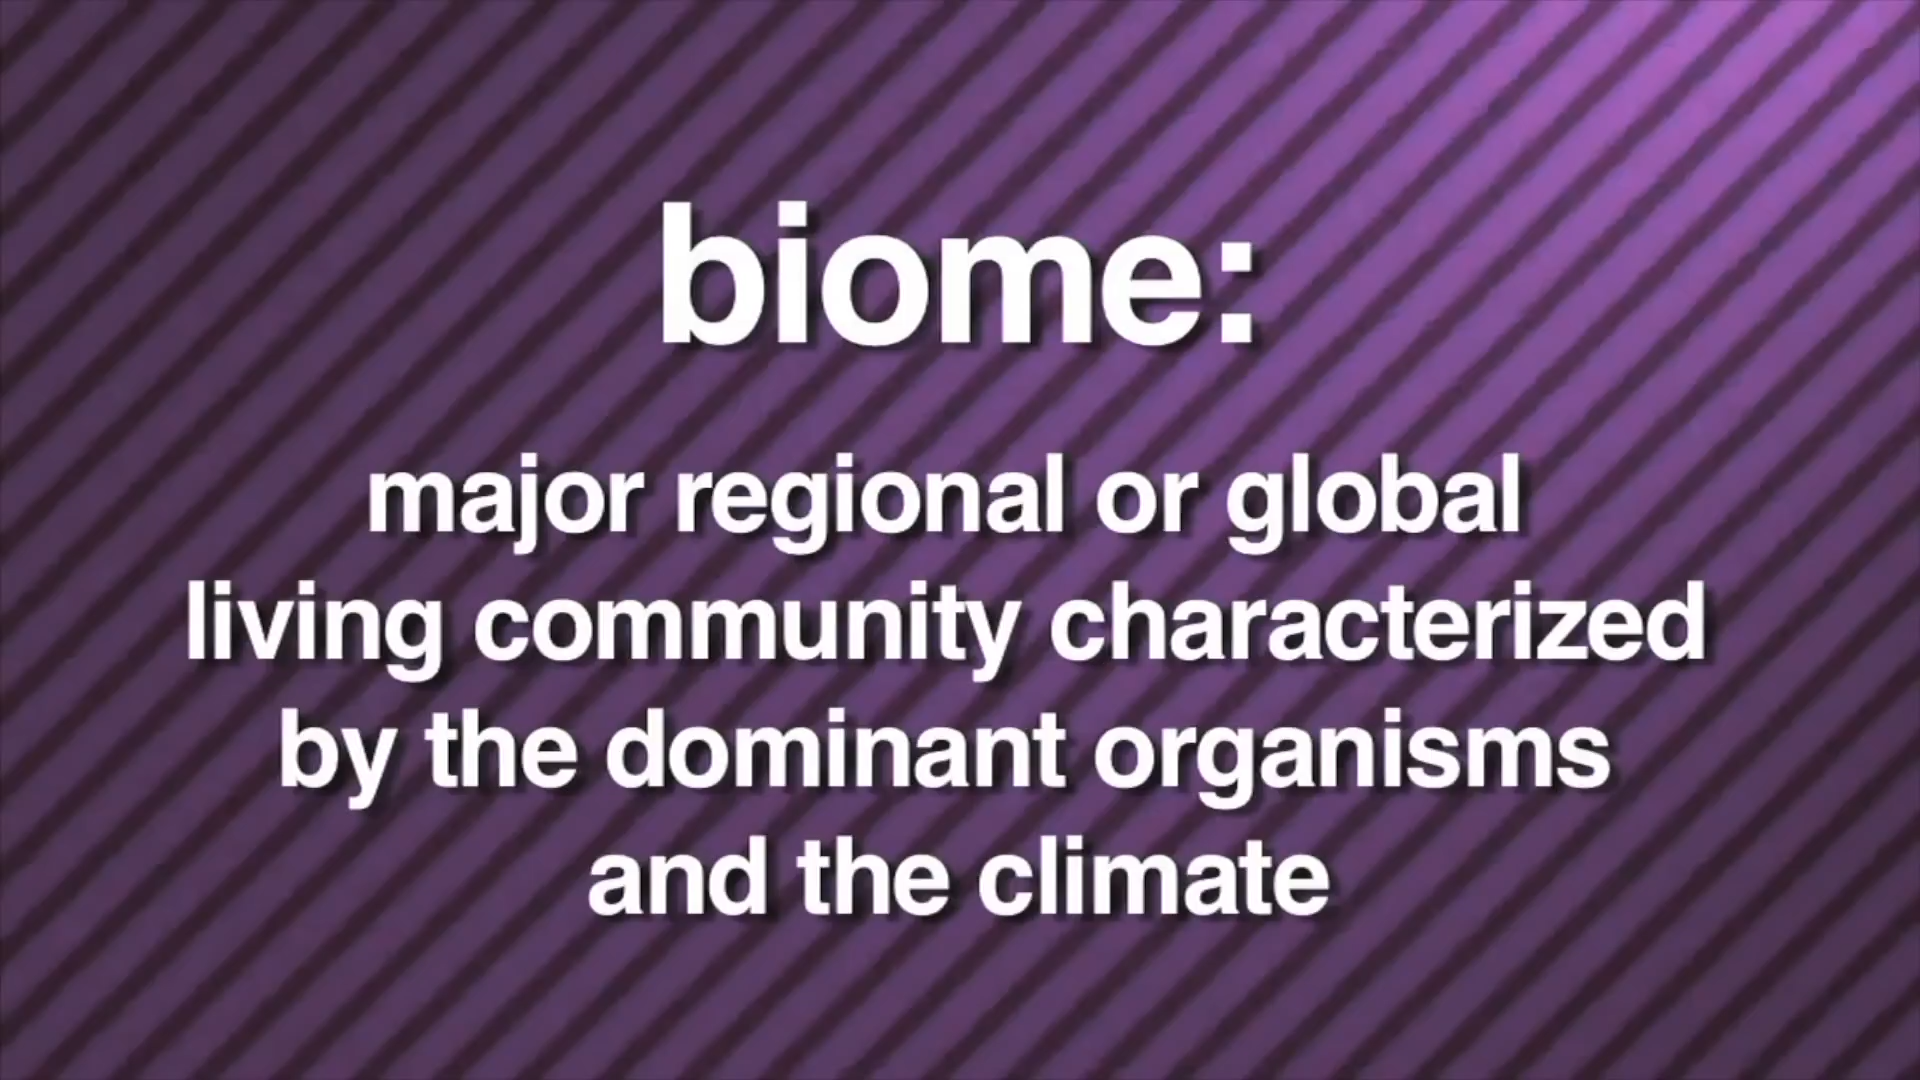 biome:
major regional or global
living community characterized
by the dominant organisms
and the climate